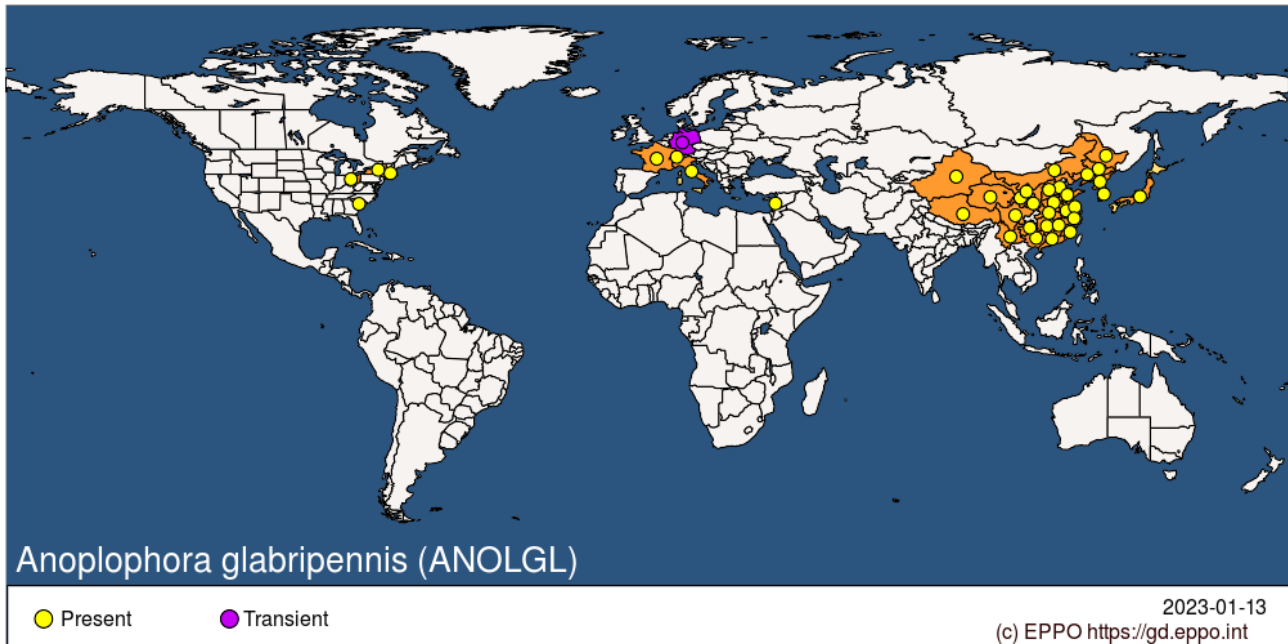 Anoplophora glabripennis (ANOLGL)
Present
Transient
2023-01-13
(c) EPPO https://gd.eppo.int